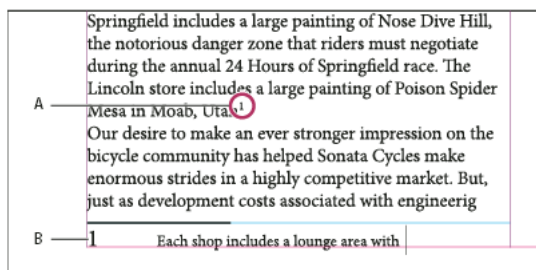 Springfield includes a large painting of Nose Dive Hill,
the notorious danger zone that riders must negotiate
during the annual 24 Hours of Springfield race. The
Lincoln store includes a large painting of Poison Spider
A Mesa in Moab, Utah¹
Our desire to make an ever stronger impression on the
bicycle community has helped Sonata Cycles make
enormous strides in a highly competitive market. But,
just as development costs associated with engineerig
B 1 Each shop includes a lounge area with